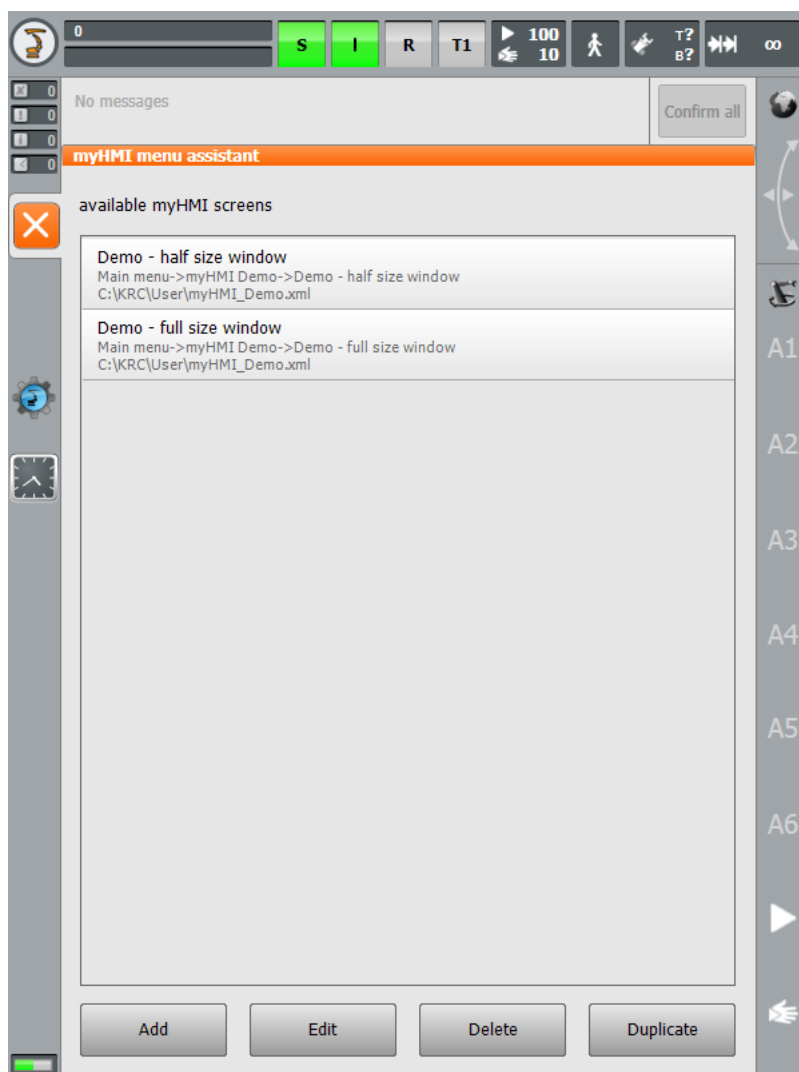 0
S I R T1 100 10 T? B? ∞
0
0
0
0
No messages
Confirm all
myHMI menu assistant
available myHMI screens
Demo - half size window
Main menu->myHMI Demo->Demo - half size window
C:\KRC\User\myHMI_Demo.xml
Demo - full size window
Main menu->myHMI Demo->Demo - full size window
C:\KRC\User\myHMI_Demo.xml
A1
A2
A3
A4
A5
A6
Add Edit Delete Duplicate